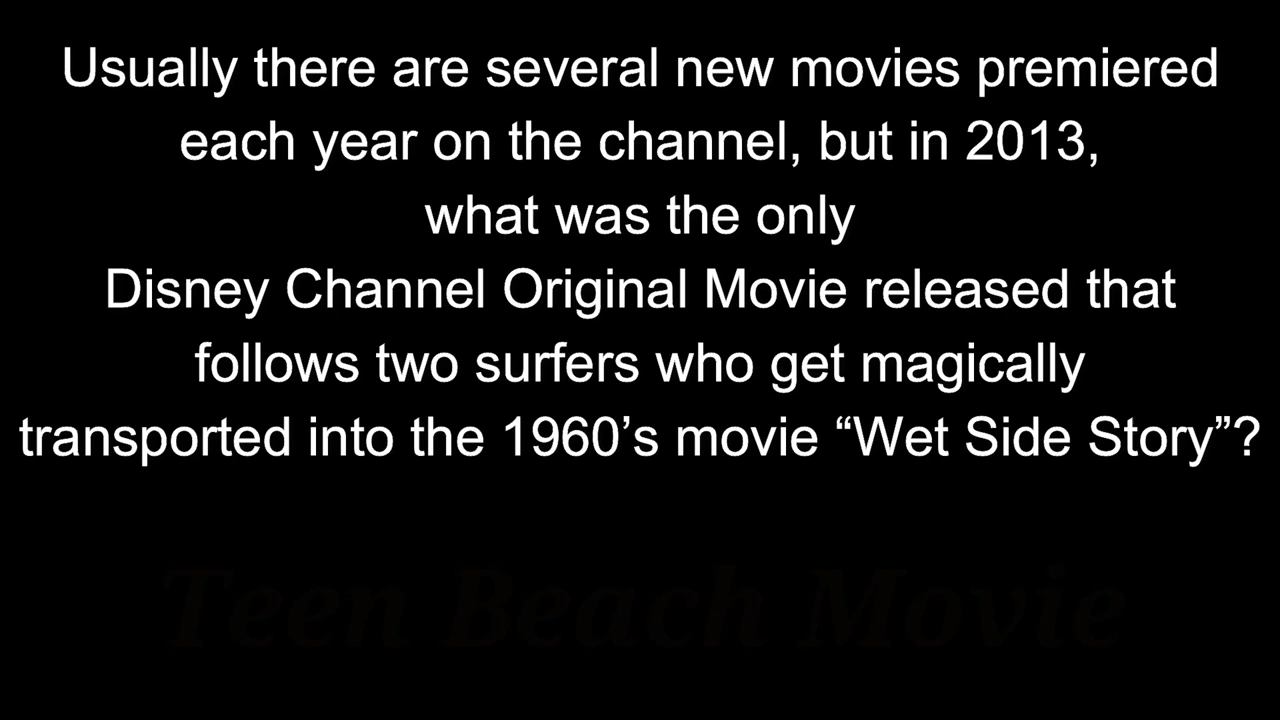 Usually there are several new movies premiered
each year on the channel, but in 2013,
what was the only
Disney Channel Original Movie released that
follows two surfers who get magically
transported into the 1960’s movie “Wet Side Story”?
Teen Beach Movie